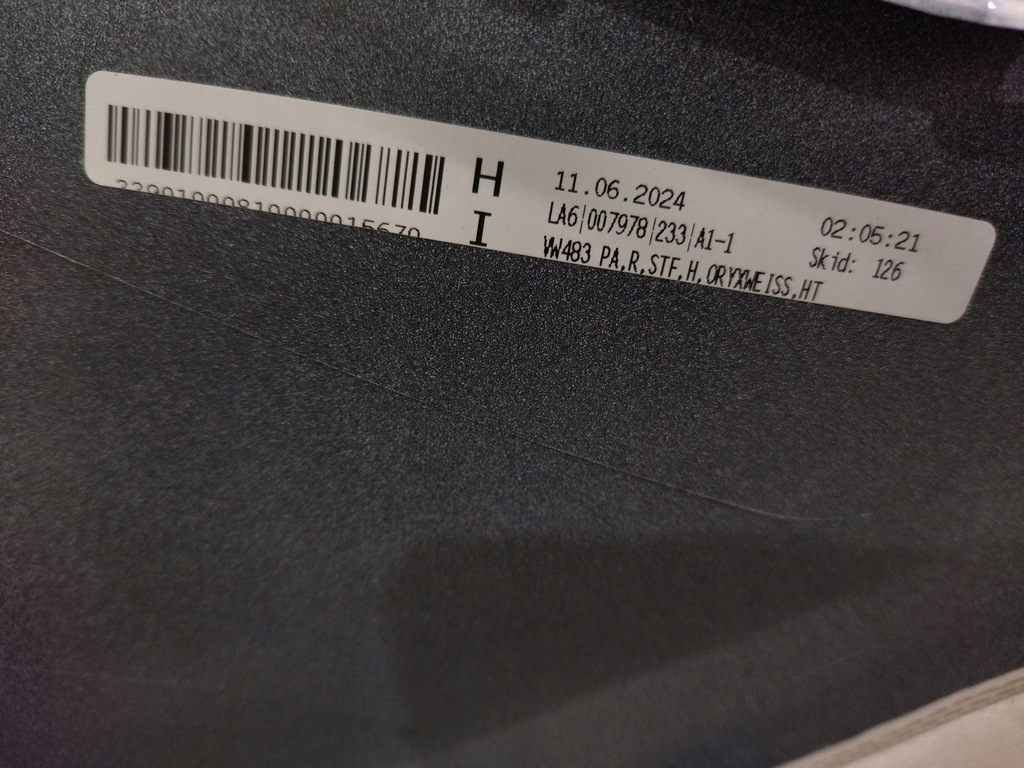 H
I
11.06.2024 02:05:21
LA6|007978|233|A1-1 Skid: 126
VW483 PA,R,STF,H,ORYXWEISS,HT